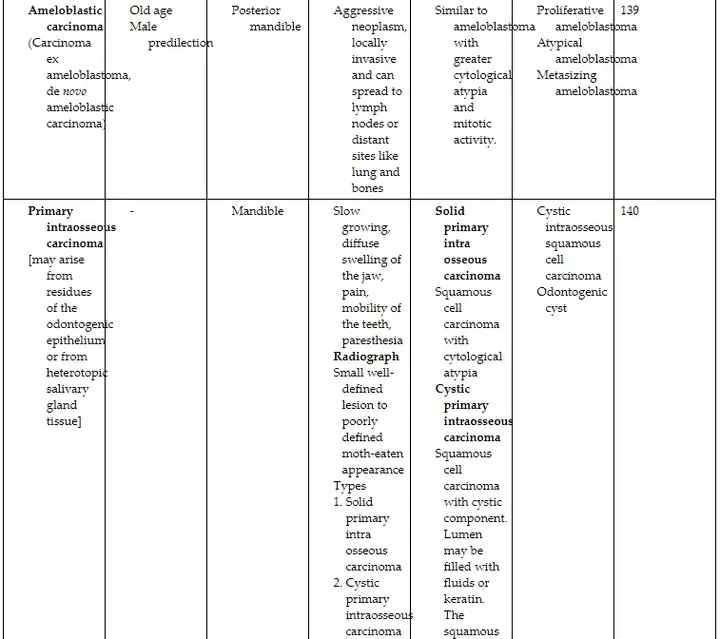 Ameloblastic
carcinoma
(Carcinoma
ex
ameloblastoma,
de novo
ameloblastic
carcinoma)
Old age
Male
predilection
Posterior
mandible
Aggressive
neoplasm,
locally
invasive
and can
spread to
lymph
nodes or
distant
sites like
lung and
bones
Similar to
ameloblastoma
with
greater
cytological
atypia
and
mitotic
activity.
Proliferative
ameloblastoma
Atypical
ameloblastoma
Metasizing
ameloblastoma
139
Primary
intraosseous
carcinoma
[may arise
from
residues
of the
odontogenic
epithelium
or from
heterotopic
salivary
gland
tissue]
-
Mandible
Slow
growing,
diffuse
swelling of
the jaw,
pain,
mobility of
the teeth,
paresthesia
Radiograph
Small well-
defined
lesion to
poorly
defined
moth-eaten
appearance
Types
1. Solid
primary
intra
osseous
carcinoma
2. Cystic
primary
intraosseous
carcinoma
Solid
primary
intra
osseous
carcinoma
Squamous
cell
carcinoma
with
cytological
atypia
Cystic
primary
intraosseous
carcinoma
Squamous
cell
carcinoma
with cystic
component.
Lumen
may be
filled with
fluids or
keratin.
The
squamous
Cystic
intraosseous
squamous
cell
carcinoma
Odontogenic
cyst
140